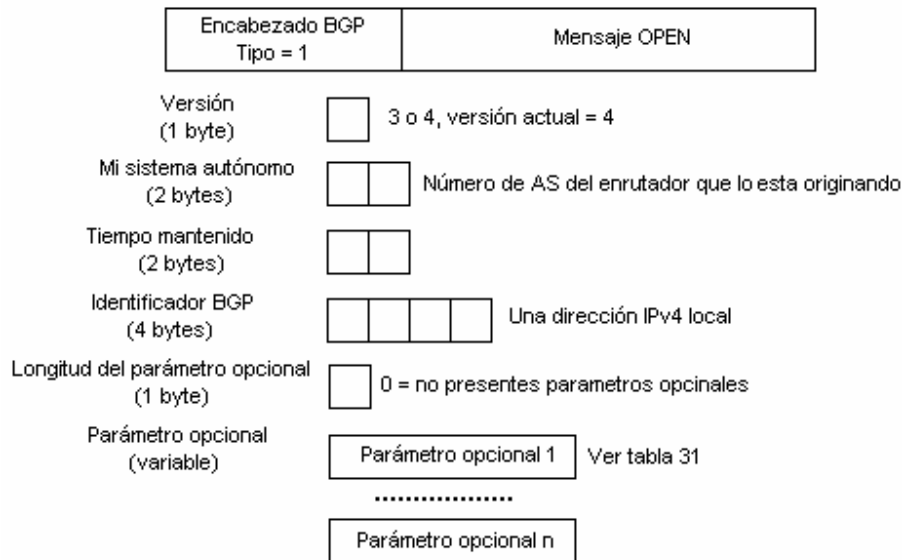 Encabezado BGP
Tipo = 1
Mensaje OPEN
Versión
(1 byte)
3 o 4, versión actual = 4
Mi sistema autónomo
(2 bytes)
Número de AS del enrutador que lo esta originando
Tiempo mantenido
(2 bytes)
Identificador BGP
(4 bytes)
Una dirección IPv4 local
Longitud del parámetro opcional
(1 byte)
0 = no presentes parametros opcinales
Parámetro opcional
(variable)
Parámetro opcional 1
Ver tabla 31
..................
Parámetro opcional n